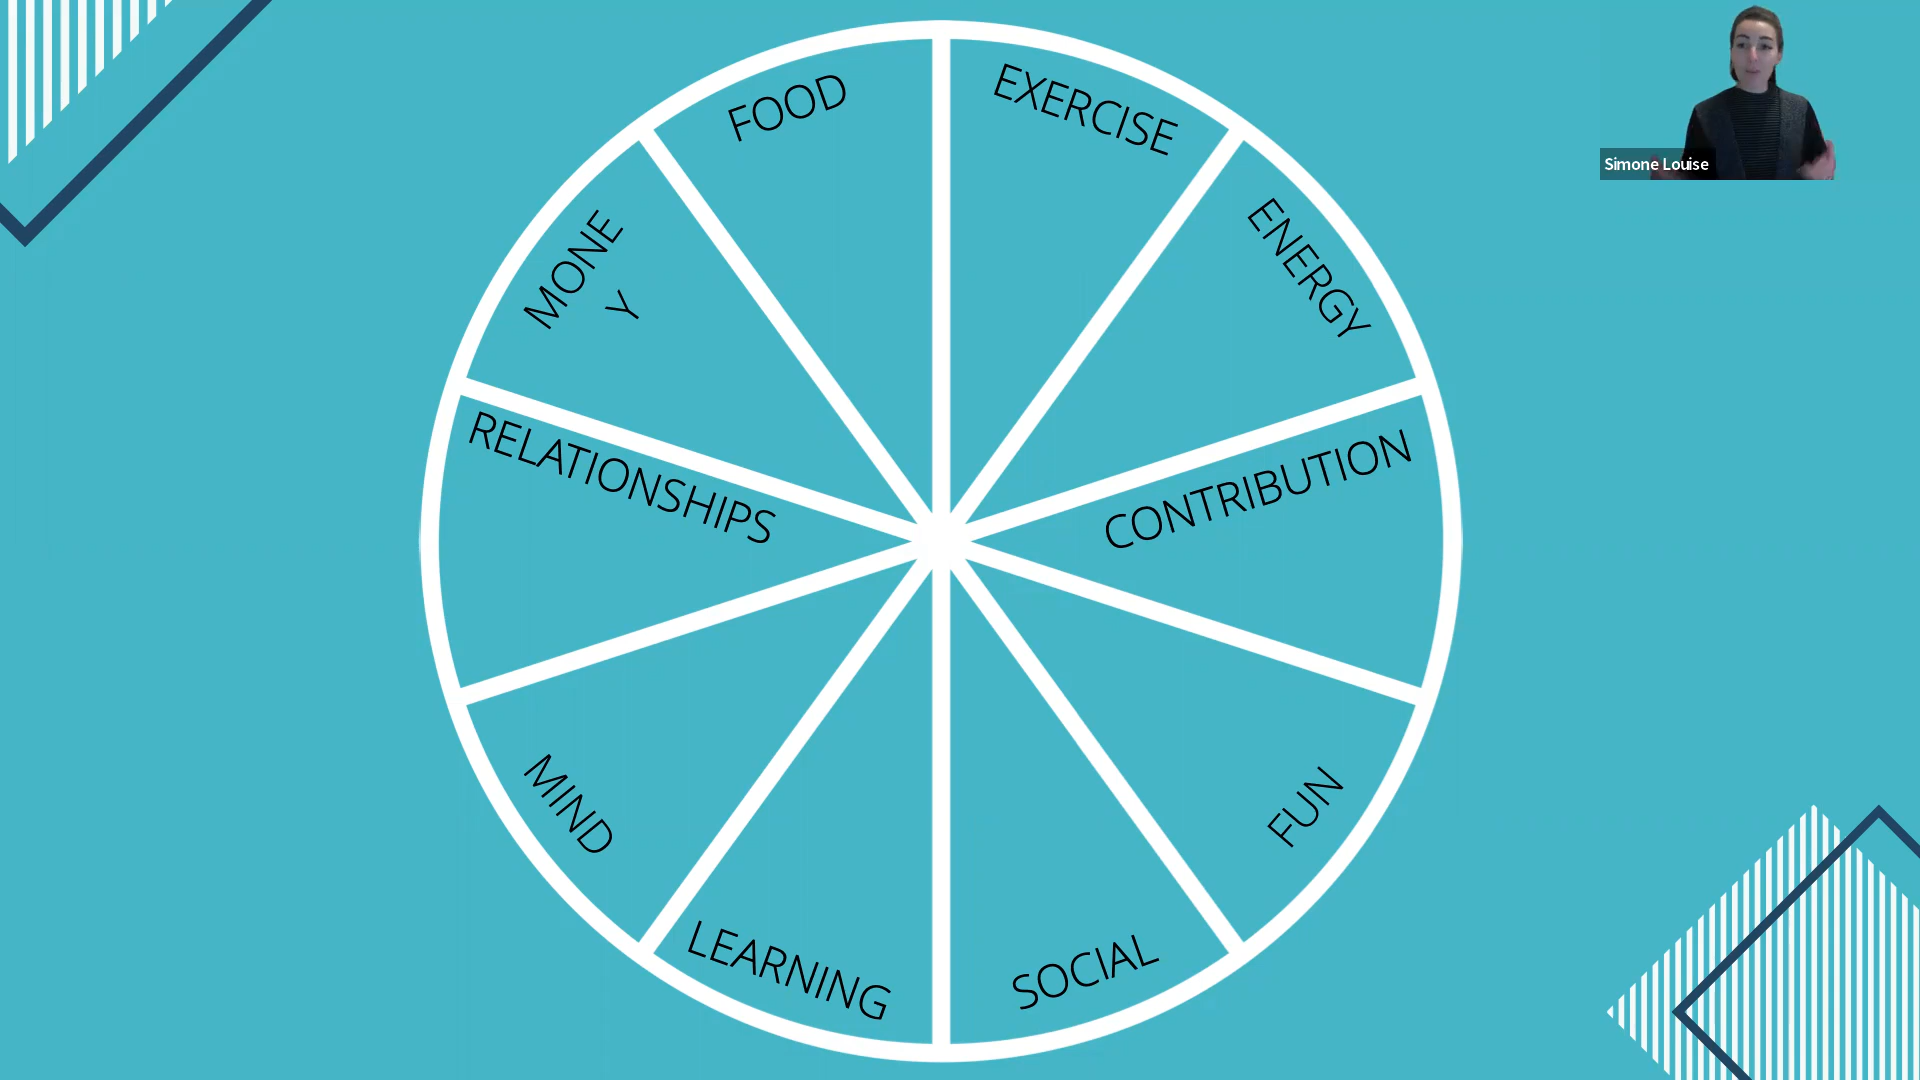 FOOD
EXERCISE
ENERGY
CONTRIBUTION
FUN
SOCIAL
LEARNING
MIND
RELATIONSHIPS
MONE
Y
Simone Louise